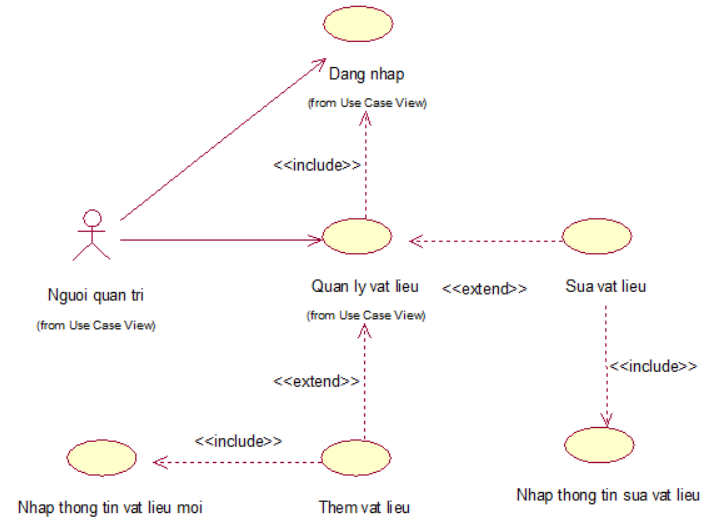 Dang nhap
(from Use Case View)
<<include>>
Nguoi quan tri
(from Use Case View)
Quan ly vat lieu
(from Use Case View)
<<extend>>
Sua vat lieu
<<include>>
<<extend>>
<<include>>
Nhap thong tin vat lieu moi
Them vat lieu
Nhap thong tin sua vat lieu